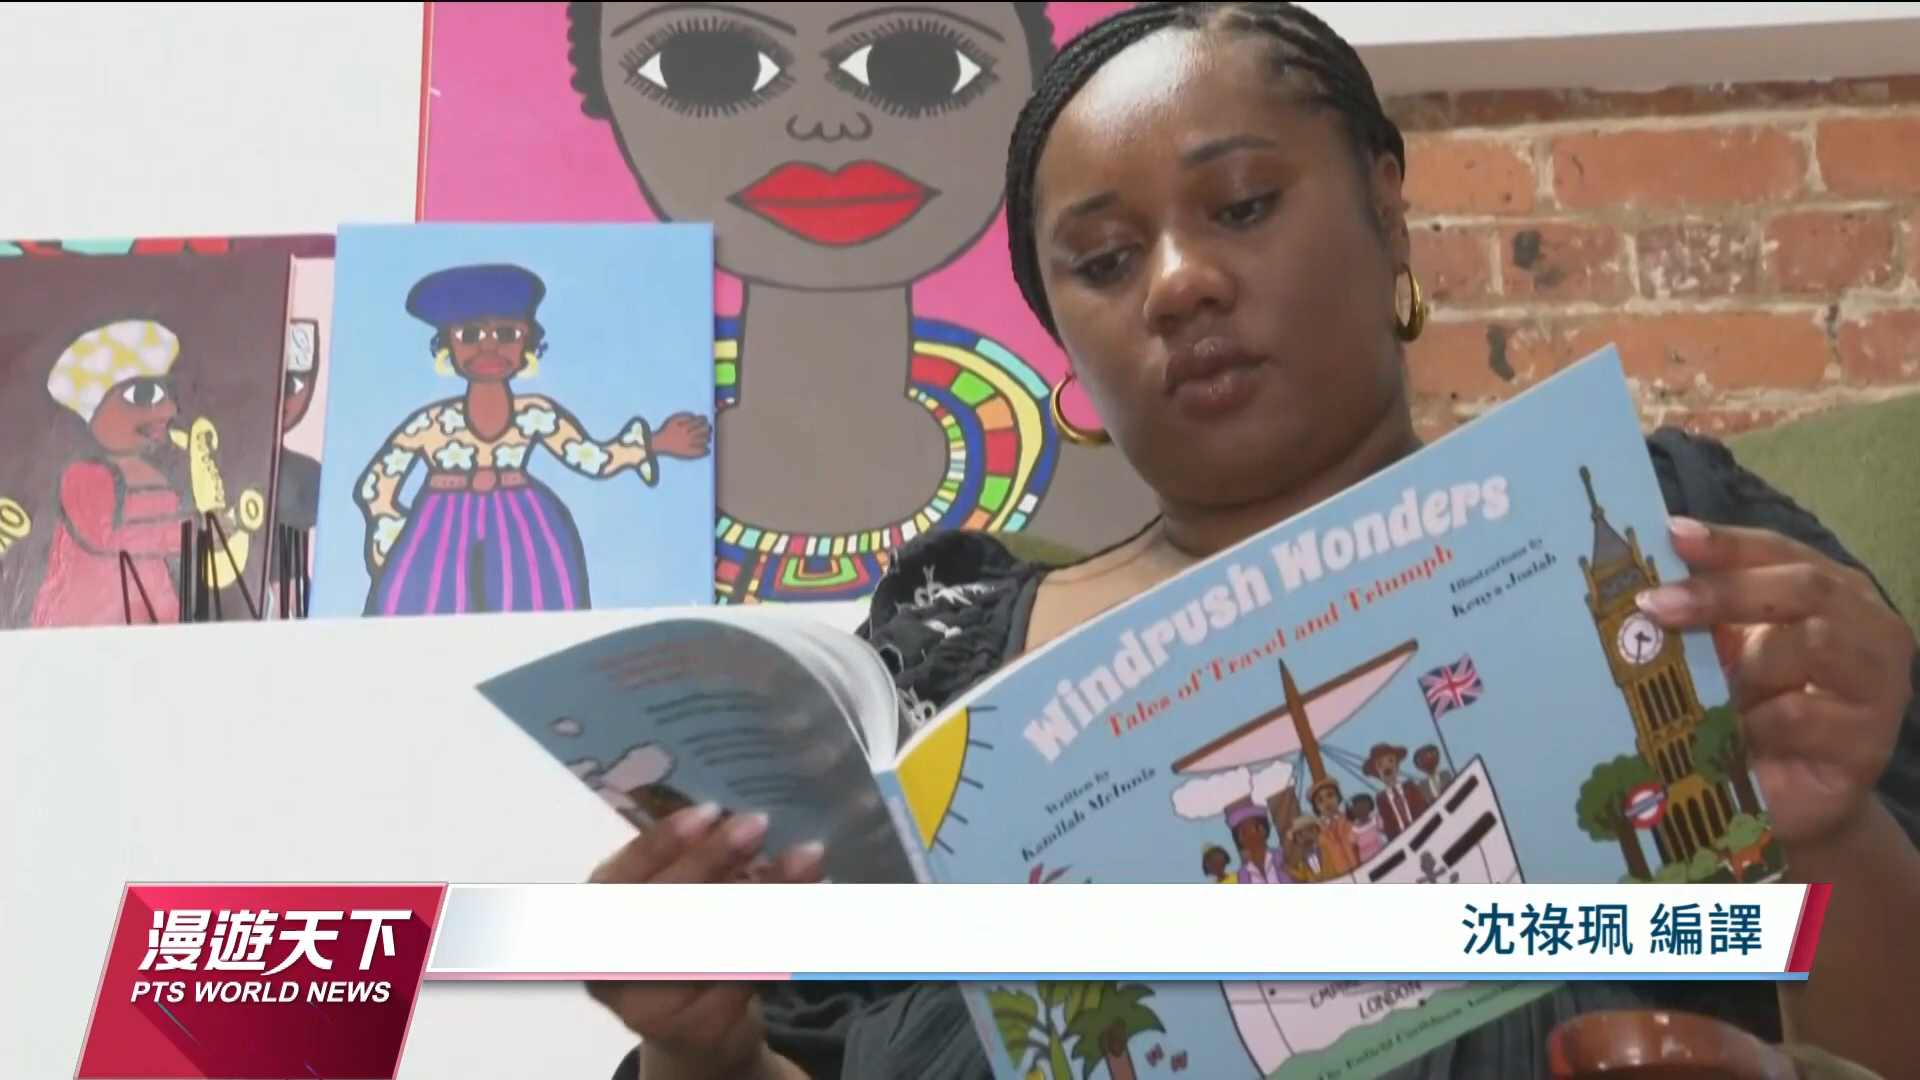 Windrush Wonders
Tales of Travel and Triumph
Written by
Kamilah McInnis
Illustrations by
Kenya Josiah
LONDON
漫遊天下
PTS WORLD NEWS
沈祿珮 編譯